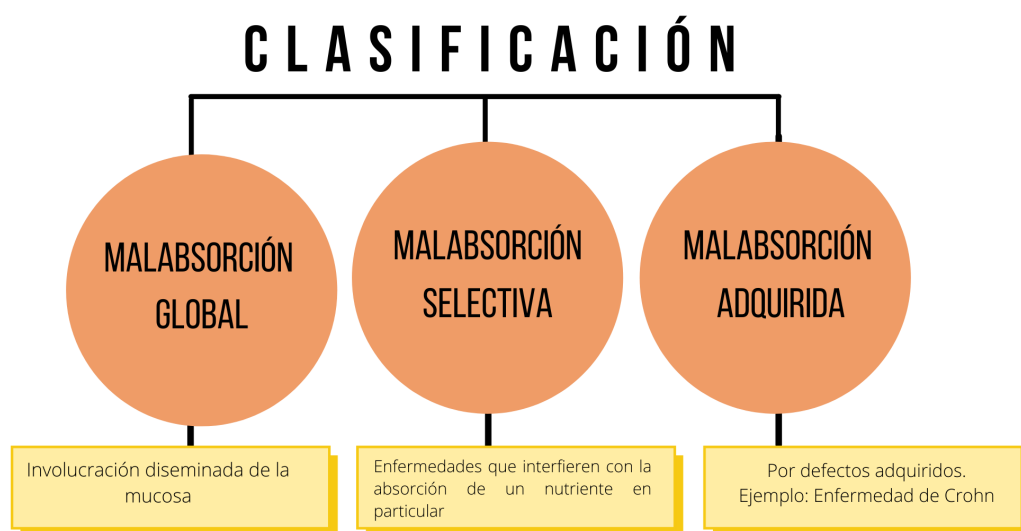 CLASIFICACIÓN
MALABSORCIÓN
GLOBAL
MALABSORCIÓN
SELECTIVA
MALABSORCIÓN
ADQUIRIDA
Involucración diseminada de la
mucosa
Enfermedades que interfieren con la
absorción de un nutriente en
particular
Por defectos adquiridos.
Ejemplo: Enfermedad de Crohn